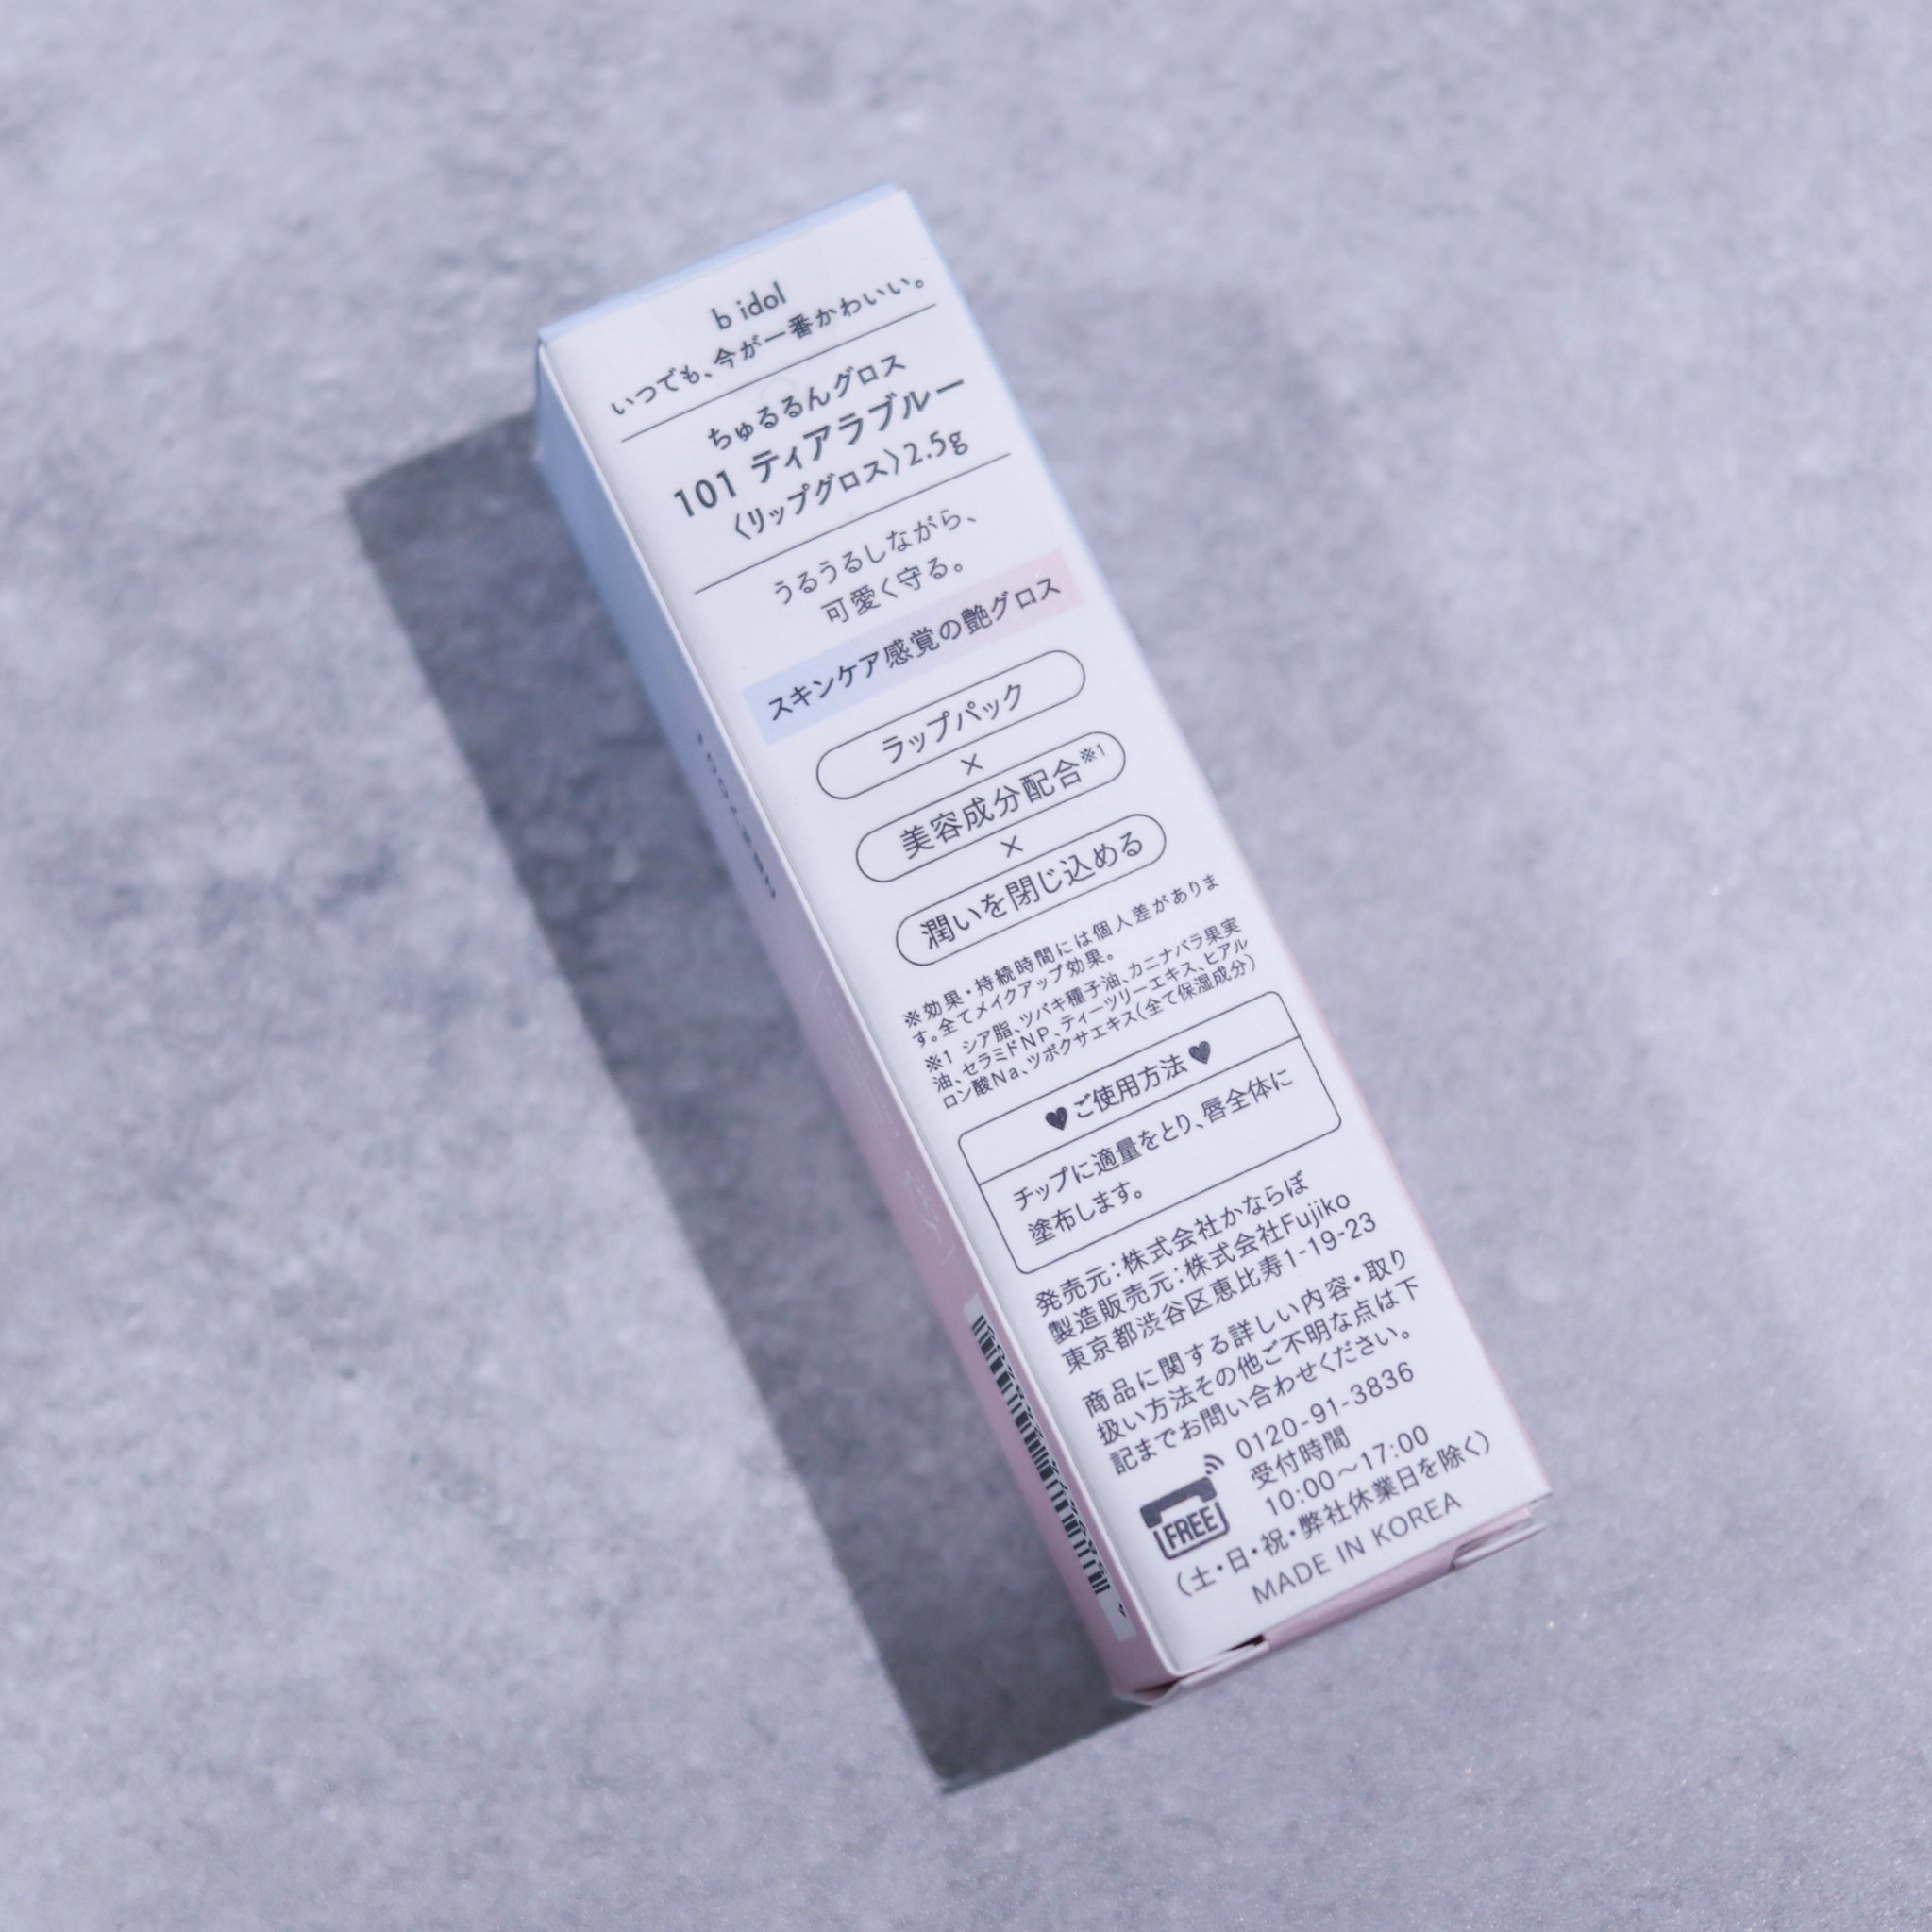 b idol
いつでも、今が一番かわいい。
ちゅるるんグロス
101 ティアラブルー
〈リップグロス〉2.5g
うるうるしながら、
可愛く守る。
スキンケア感覚の艶グロス
ラップパック
×
美容成分配合※1
×
潤いを閉じ込める
※効果・持続時間には個人差がありま
す。全てメイクアップ効果。
※1 シア脂、ツバキ種子油、カニナバラ果実
油、セラミドNP、ティーツリーエキス、ヒアル
ロン酸Na、ツボクサエキス(全て保湿成分)
♥ご使用方法♥
チップに適量をとり、唇全体に
塗布します。
発売元：株式会社かならぼ
製造販売元：株式会社Fujiko
東京都渋谷区恵比寿1-19-23
商品に関する詳しい内容・取り
扱い方法その他ご不明な点は下
記までお問い合わせください。
0120-91-3836
受付時間
10:00～17:00
FREE
(土・日・祝・弊社休業日を除く)
MADE IN KOREA